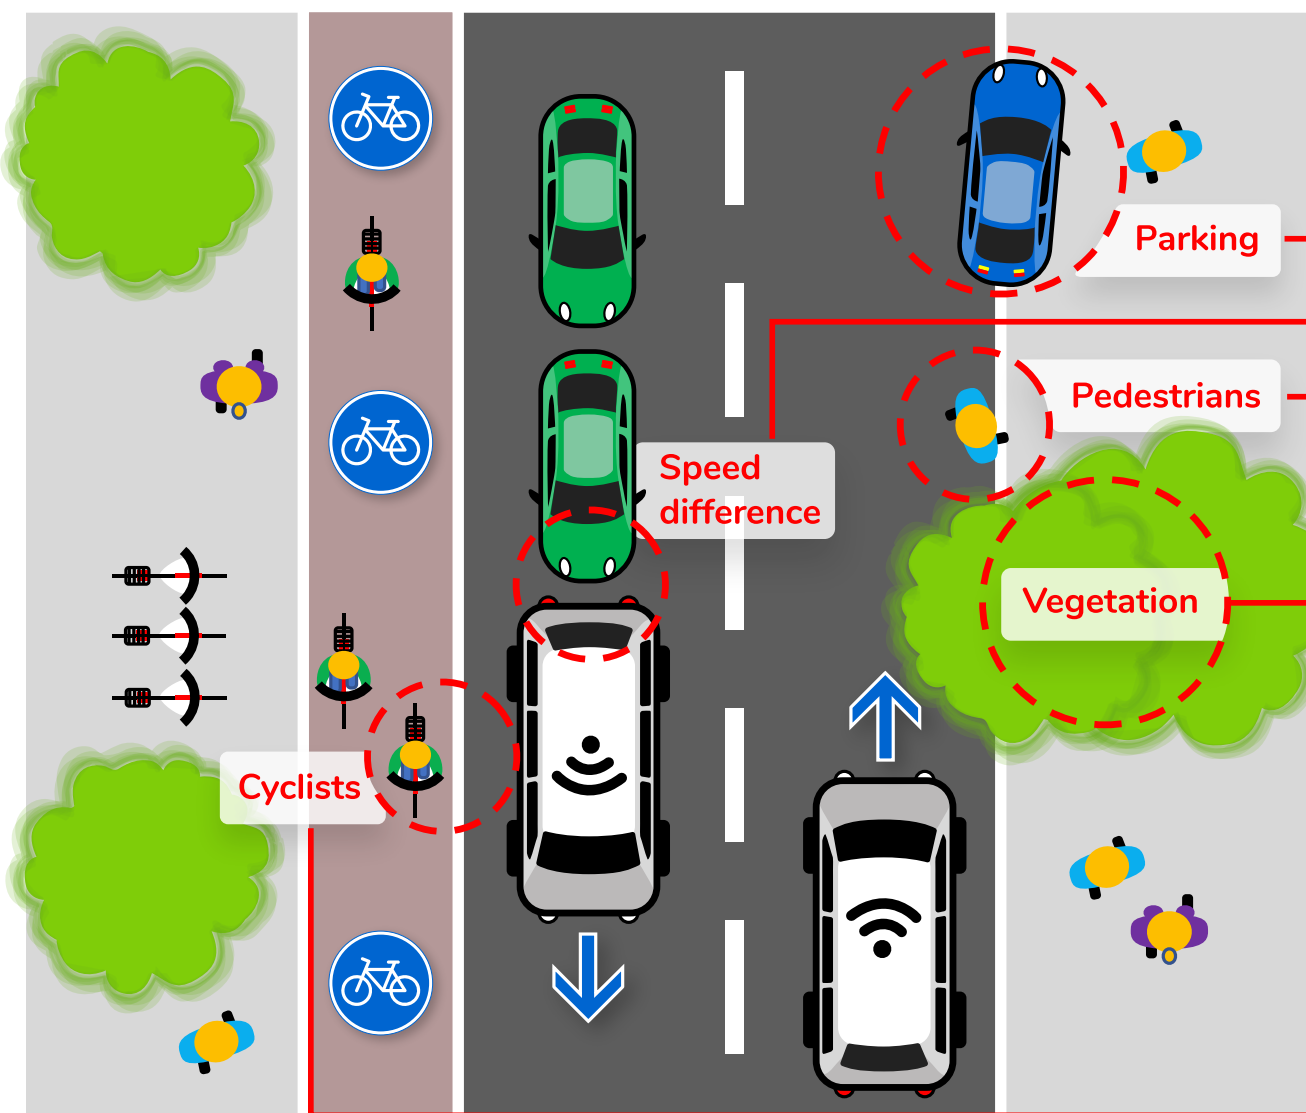 Parking
Pedestrians
Speed
difference
Vegetation
Cyclists